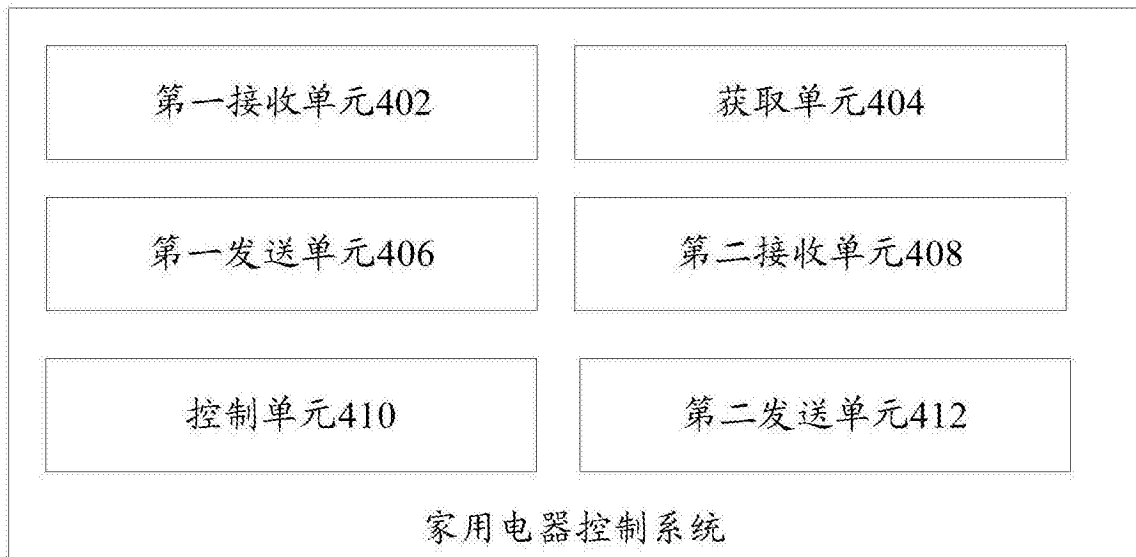 第一接收单元402
获取单元404
第一发送单元406
第二接收单元408
控制单元410
第二发送单元412
家用电器控制系统